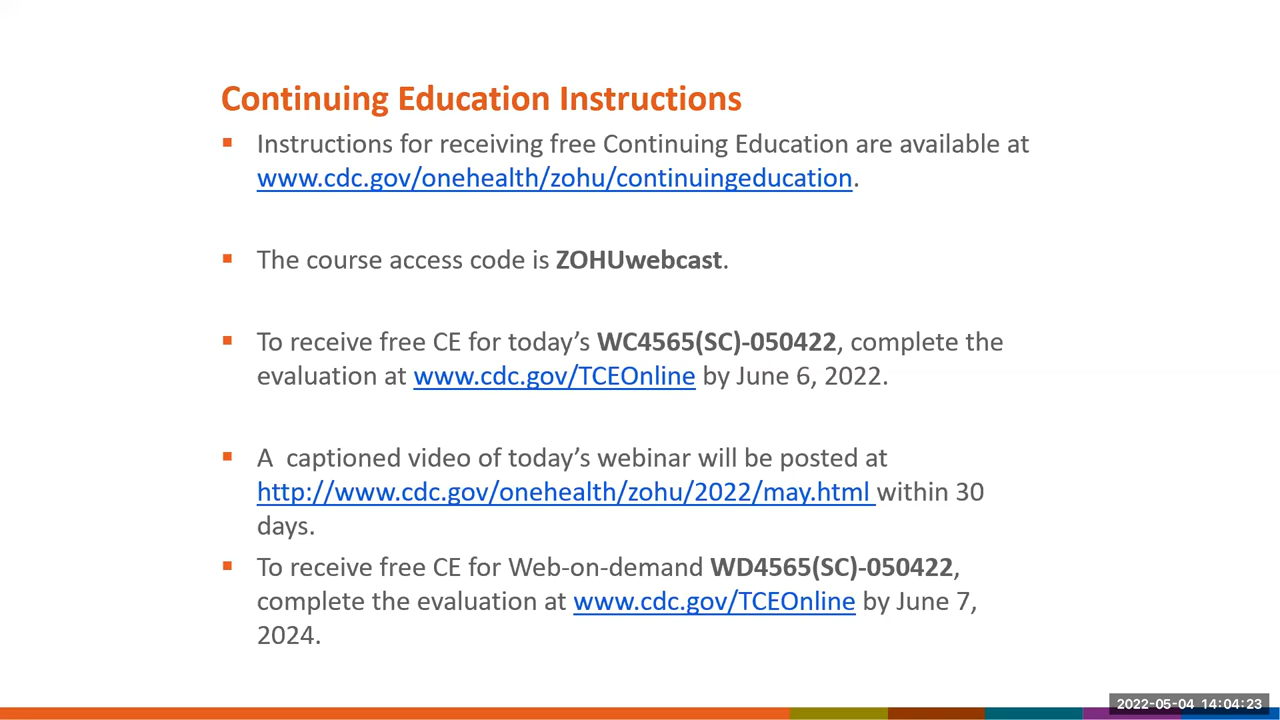 Continuing Education Instructions
Instructions for receiving free Continuing Education are available at
www.cdc.gov/onehealth/zohu/continuingeducation.
The course access code is ZOHUwebcast.
To receive free CE for today’s WC4565(SC)-050422, complete the
evaluation at www.cdc.gov/TCEOnline by June 6, 2022.
A  captioned video of today’s webinar will be posted at
http://www.cdc.gov/onehealth/zohu/2022/may.html within 30
days.
To receive free CE for Web-on-demand WD4565(SC)-050422,
complete the evaluation at www.cdc.gov/TCEOnline by June 7,
2024.
2022-05-04 14:04:23